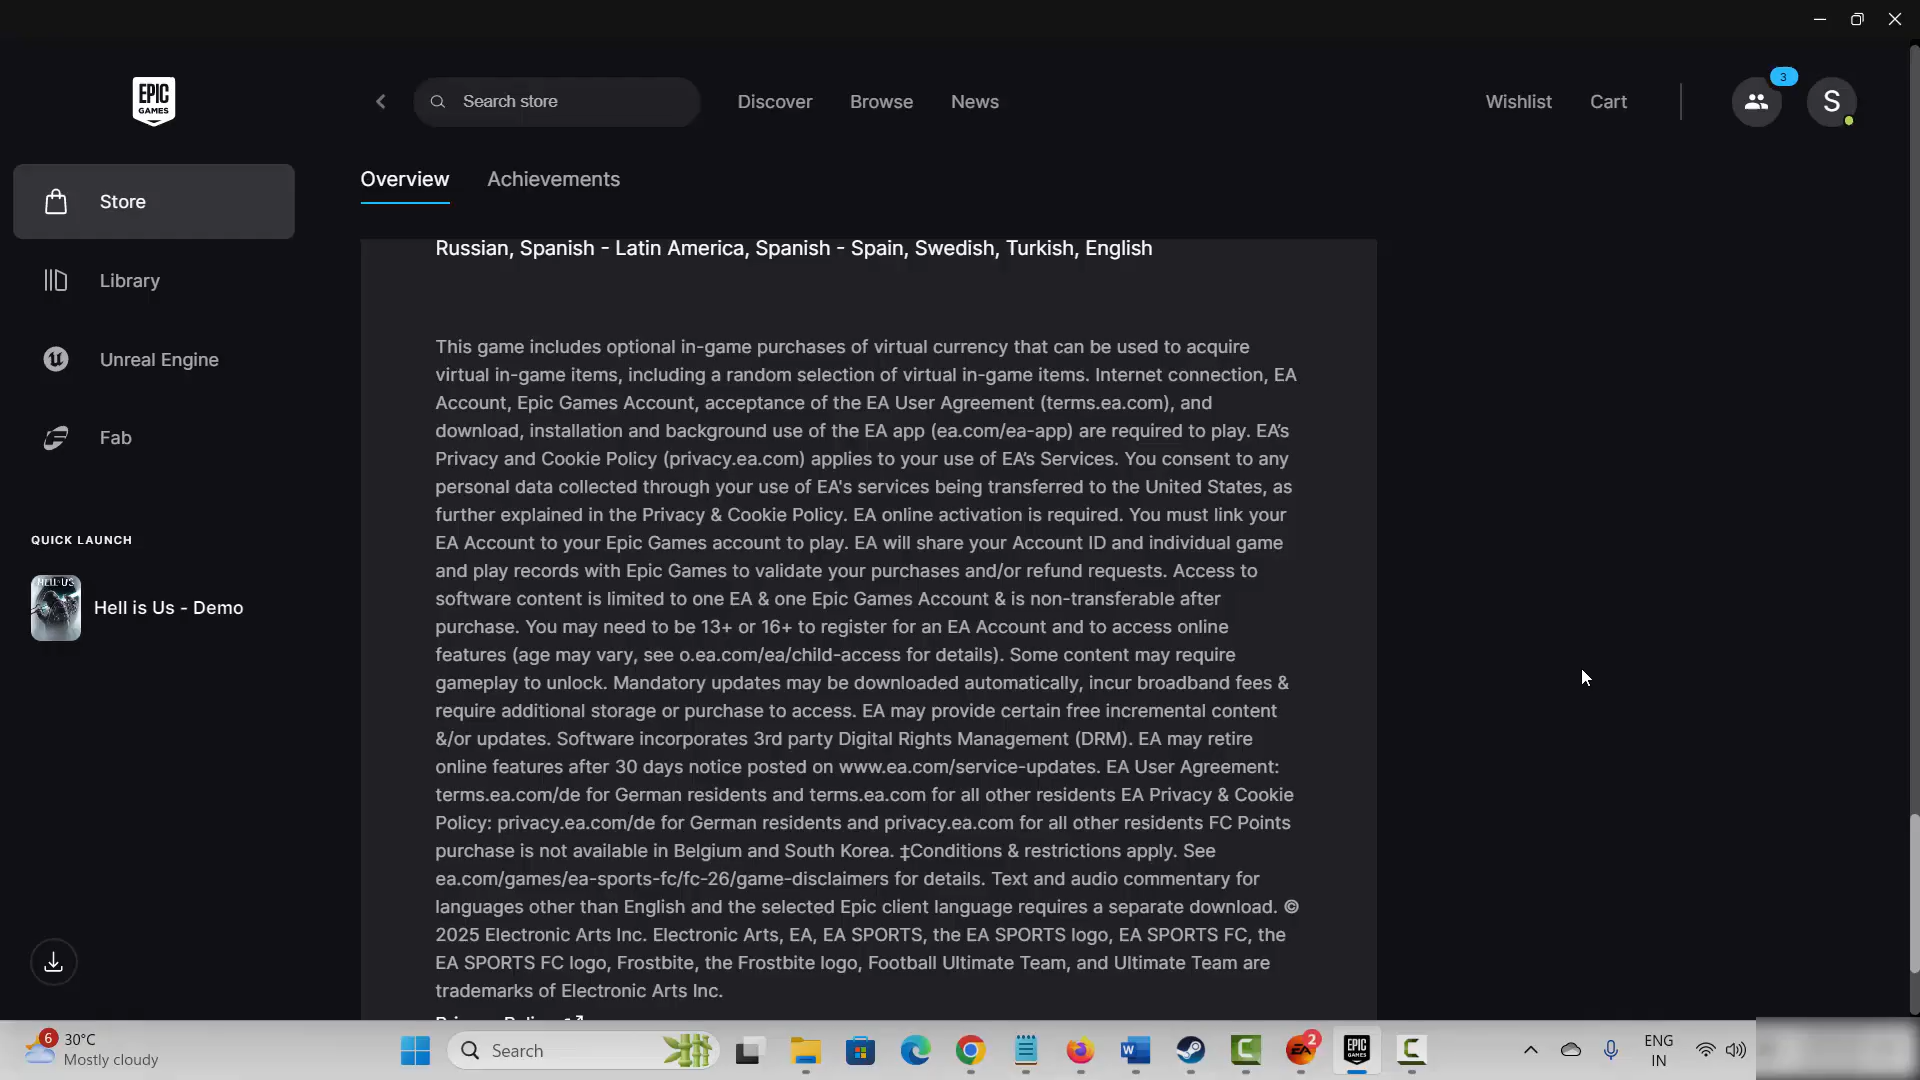 EPIC
GAMES
Search store
Discover
Browse
News
Wishlist
Cart
3
S
Store
Library
Unreal Engine
Fab
QUICK LAUNCH
HELL IS US
Hell is Us - Demo
Overview
Achievements
Russian, Spanish - Latin America, Spanish - Spain, Swedish, Turkish, English
This game includes optional in-game purchases of virtual currency that can be used to acquire
virtual in-game items, including a random selection of virtual in-game items. Internet connection, EA
Account, Epic Games Account, acceptance of the EA User Agreement (terms.ea.com), and
download, installation and background use of the EA app (ea.com/ea-app) are required to play. EA’s
Privacy and Cookie Policy (privacy.ea.com) applies to your use of EA’s Services. You consent to any
personal data collected through your use of EA's services being transferred to the United States, as
further explained in the Privacy & Cookie Policy. EA online activation is required. You must link your
EA Account to your Epic Games account to play. EA will share your Account ID and individual game
and play records with Epic Games to validate your purchases and/or refund requests. Access to
software content is limited to one EA & one Epic Games Account & is non-transferable after
purchase. You may need to be 13+ or 16+ to register for an EA Account and to access online
features (age may vary, see o.ea.com/ea/child-access for details). Some content may require
gameplay to unlock. Mandatory updates may be downloaded automatically, incur broadband fees &
require additional storage or purchase to access. EA may provide certain free incremental content
&/or updates. Software incorporates 3rd party Digital Rights Management (DRM). EA may retire
online features after 30 days notice posted on www.ea.com/service-updates. EA User Agreement:
terms.ea.com/de for German residents and terms.ea.com for all other residents EA Privacy & Cookie
Policy: privacy.ea.com/de for German residents and privacy.ea.com for all other residents FC Points
purchase is not available in Belgium and South Korea. ‡Conditions & restrictions apply. See
ea.com/games/ea-sports-fc/fc-26/game-disclaimers for details. Text and audio commentary for
languages other than English and the selected Epic client language requires a separate download. ©
2025 Electronic Arts Inc. Electronic Arts, EA, EA SPORTS, the EA SPORTS logo, EA SPORTS FC, the
EA SPORTS FC logo, Frostbite, the Frostbite logo, Football Ultimate Team, and Ultimate Team are
trademarks of Electronic Arts Inc.
6
30°C
Mostly cloudy
Search
W
C
EA
2
EPIC
GAMES
C
ENG
IN